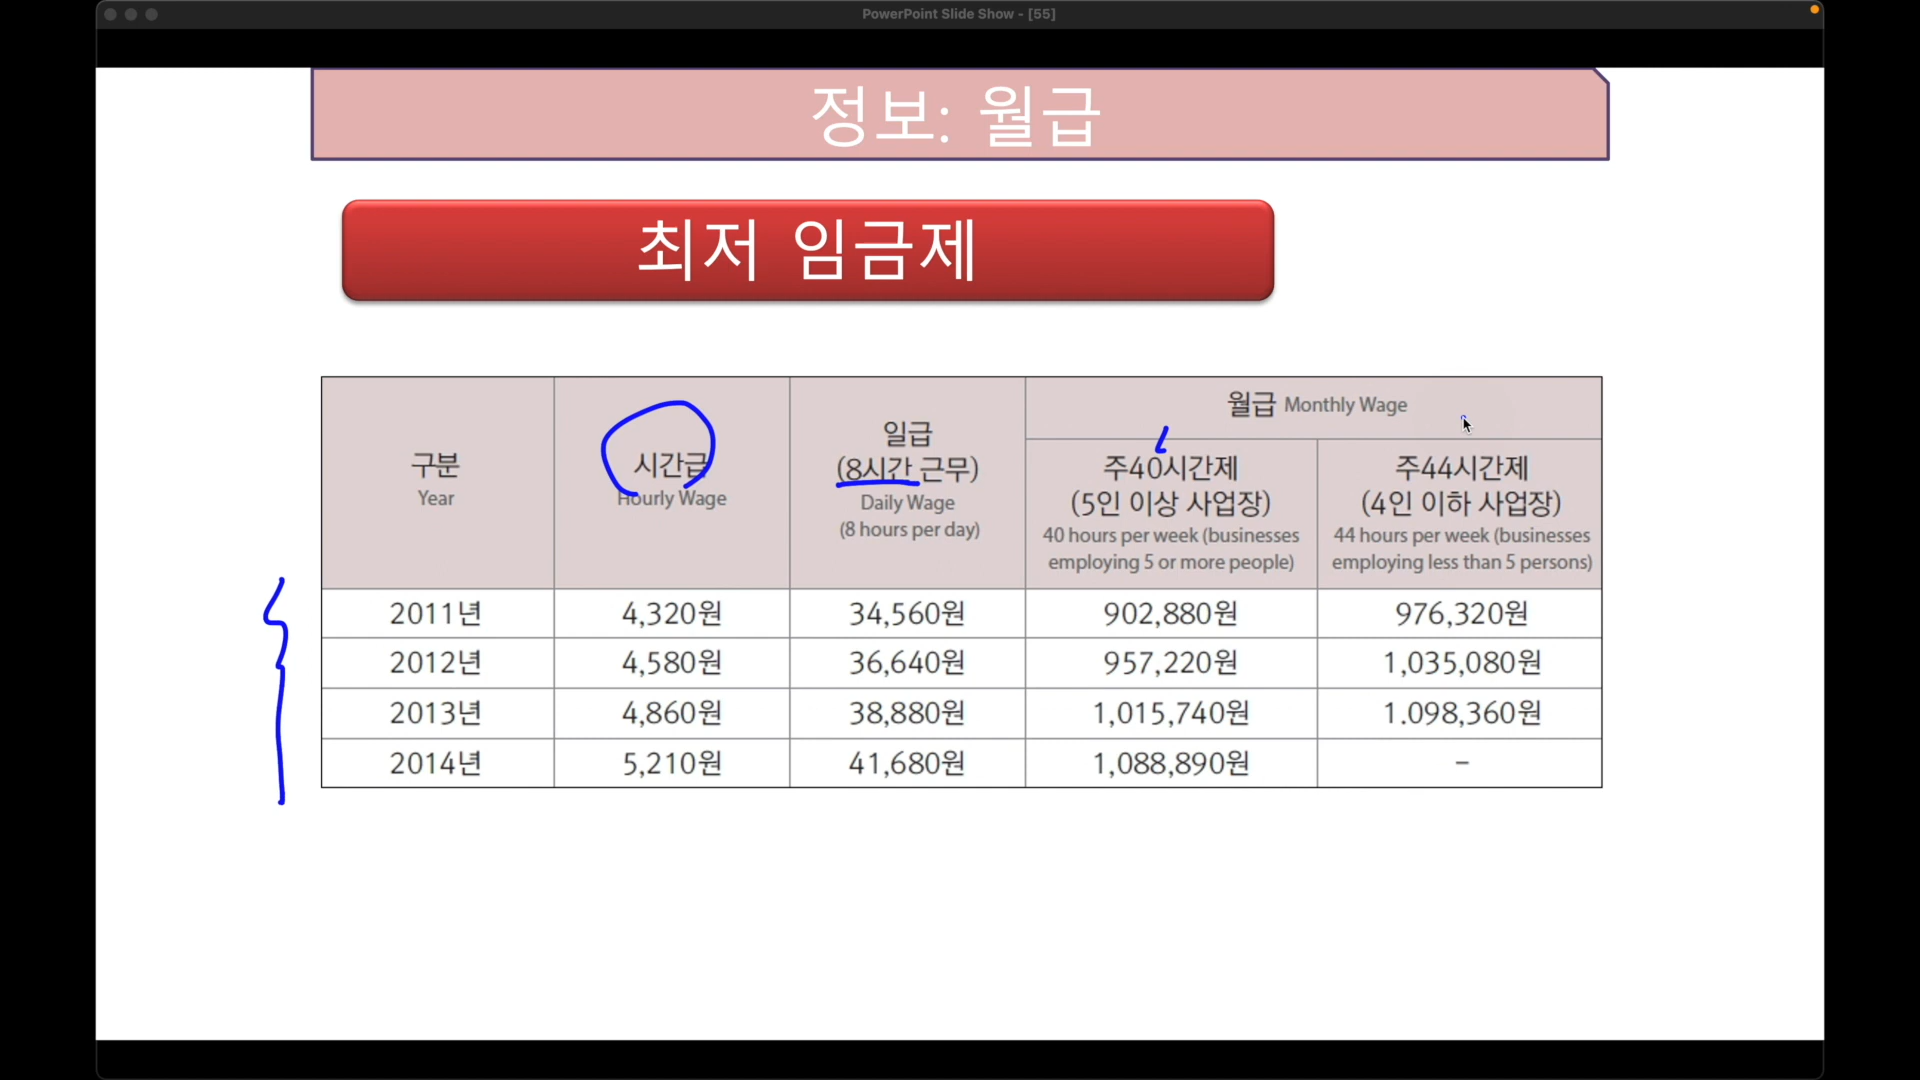 PowerPoint Slide Show - [55]
정보: 월급
최저 임금제
구분
Year
시간급
Hourly Wage
일급
(8시간 근무)
Daily Wage
(8 hours per day)
월급 Monthly Wage
주40시간제
(5인 이상 사업장)
40 hours per week (businesses
employing 5 or more people)
주44시간제
(4인 이하 사업장)
44 hours per week (businesses
employing less than 5 persons)
2011년 4,320원 34,560원 902,880원 976,320원
2012년 4,580원 36,640원 957,220원 1,035,080원
2013년 4,860원 38,880원 1,015,740원 1.098,360원
2014년 5,210원 41,680원 1,088,890원 –